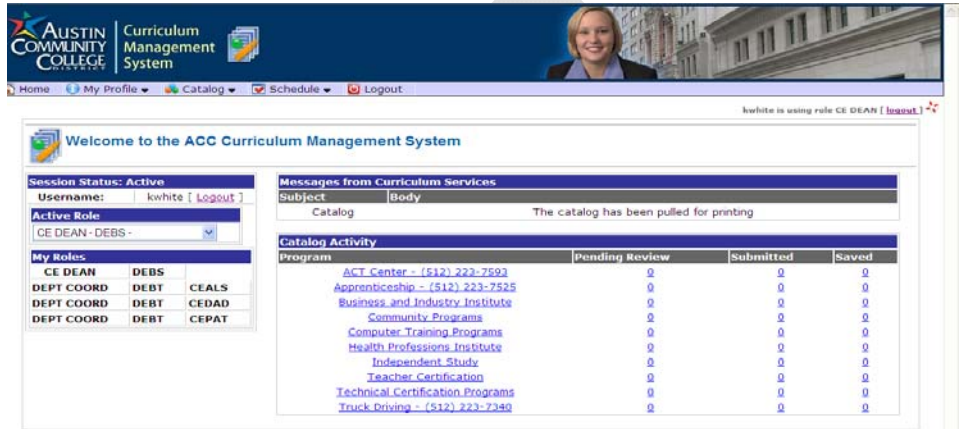 AUSTIN COMMUNITY COLLEGE DISTRICT
Curriculum Management System
Home My Profile Catalog Schedule Logout
kwhite is using role CE DEAN [ logout ]
Welcome to the ACC Curriculum Management System
Session Status: Active
Username: kwhite [ Logout ]
Active Role
CE DEAN - DEBS -
My Roles
CE DEAN DEBS
DEPT COORD DEBT CEALS
DEPT COORD DEBT CEDAD
DEPT COORD DEBT CEPAT
Messages from Curriculum Services
Subject Body
Catalog The catalog has been pulled for printing
Catalog Activity
Program Pending Review Submitted Saved
ACT Center - (512) 223-7593 0 0 0
Apprenticeship - (512) 223-7525 0 0 0
Business and Industry Institute 0 0 0
Community Programs 0 0 0
Computer Training Programs 0 0 0
Health Professions Institute 0 0 0
Independent Study 0 0 0
Teacher Certification 0 0 0
Technical Certification Programs 0 0 0
Truck Driving - (512) 223-7340 0 0 0